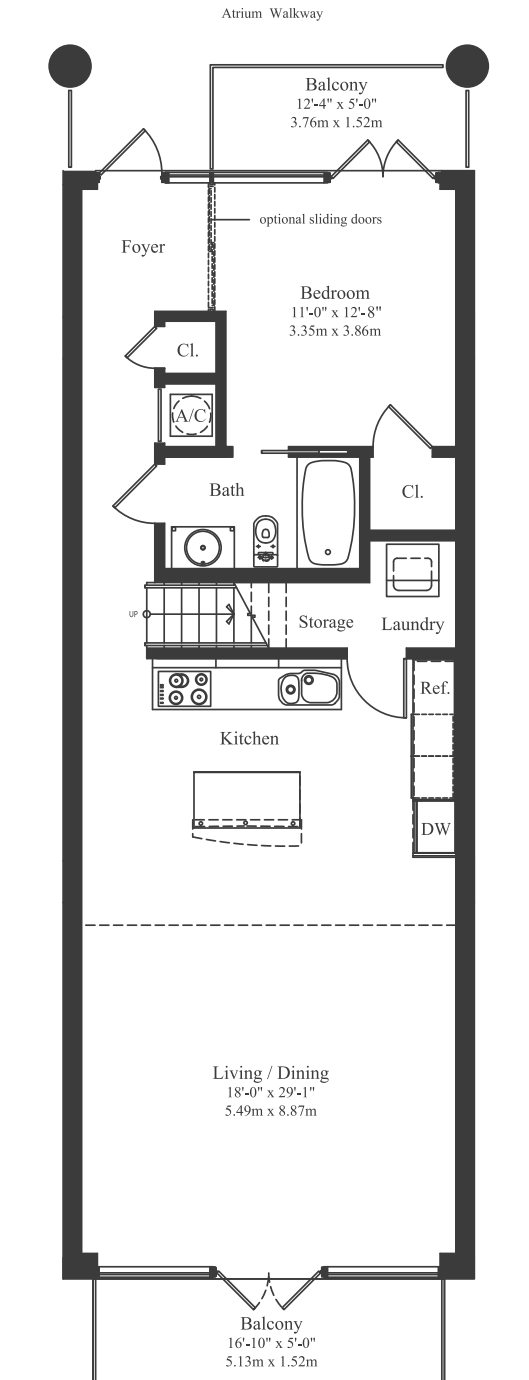 Atrium Walkway
Balcony
12'-4" x 5'-0"
3.76m x 1.52m
optional sliding doors
Foyer
Bedroom
11'-0" x 12'-8"
3.35m x 3.86m
Cl.
A/C
Bath
Cl.
UP
Storage
Laundry
Ref.
Kitchen
DW
Living / Dining
18'-0" x 29'-1"
5.49m x 8.87m
Balcony
16'-10" x 5'-0"
5.13m x 1.52m